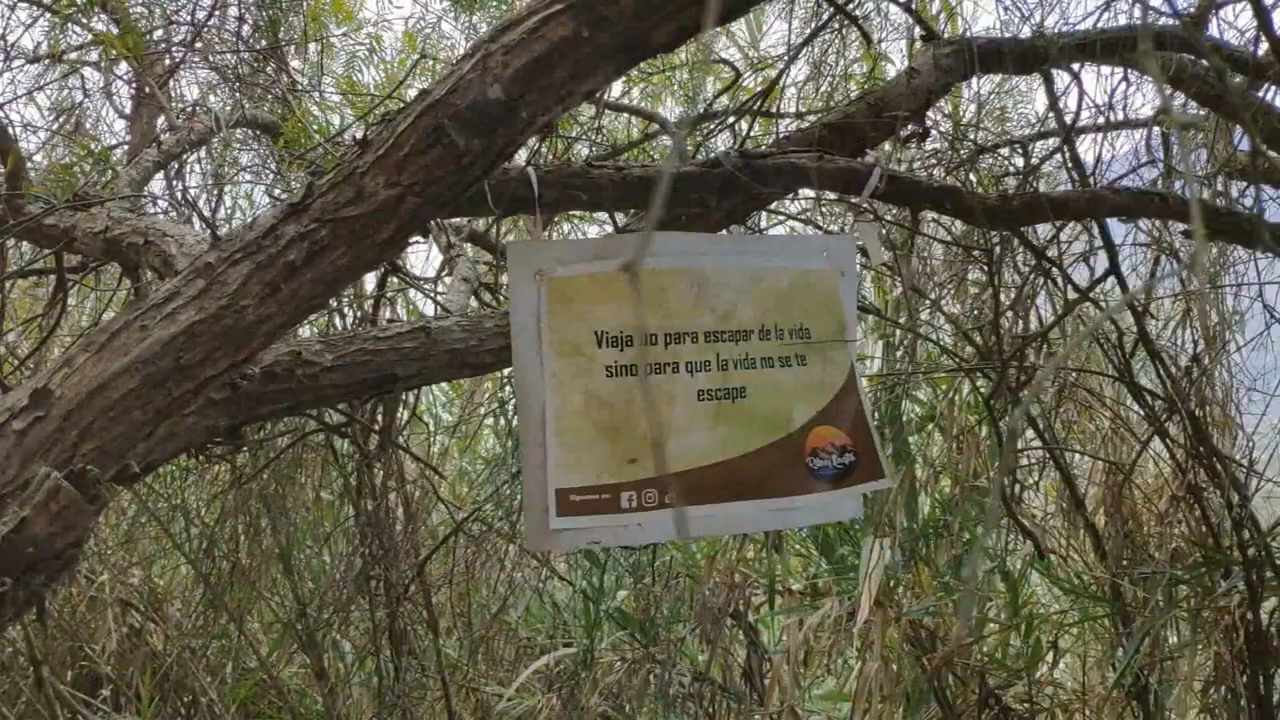 Viaja no para escapar de la vida
sino para que la vida no se te
escape
Síguenos en: